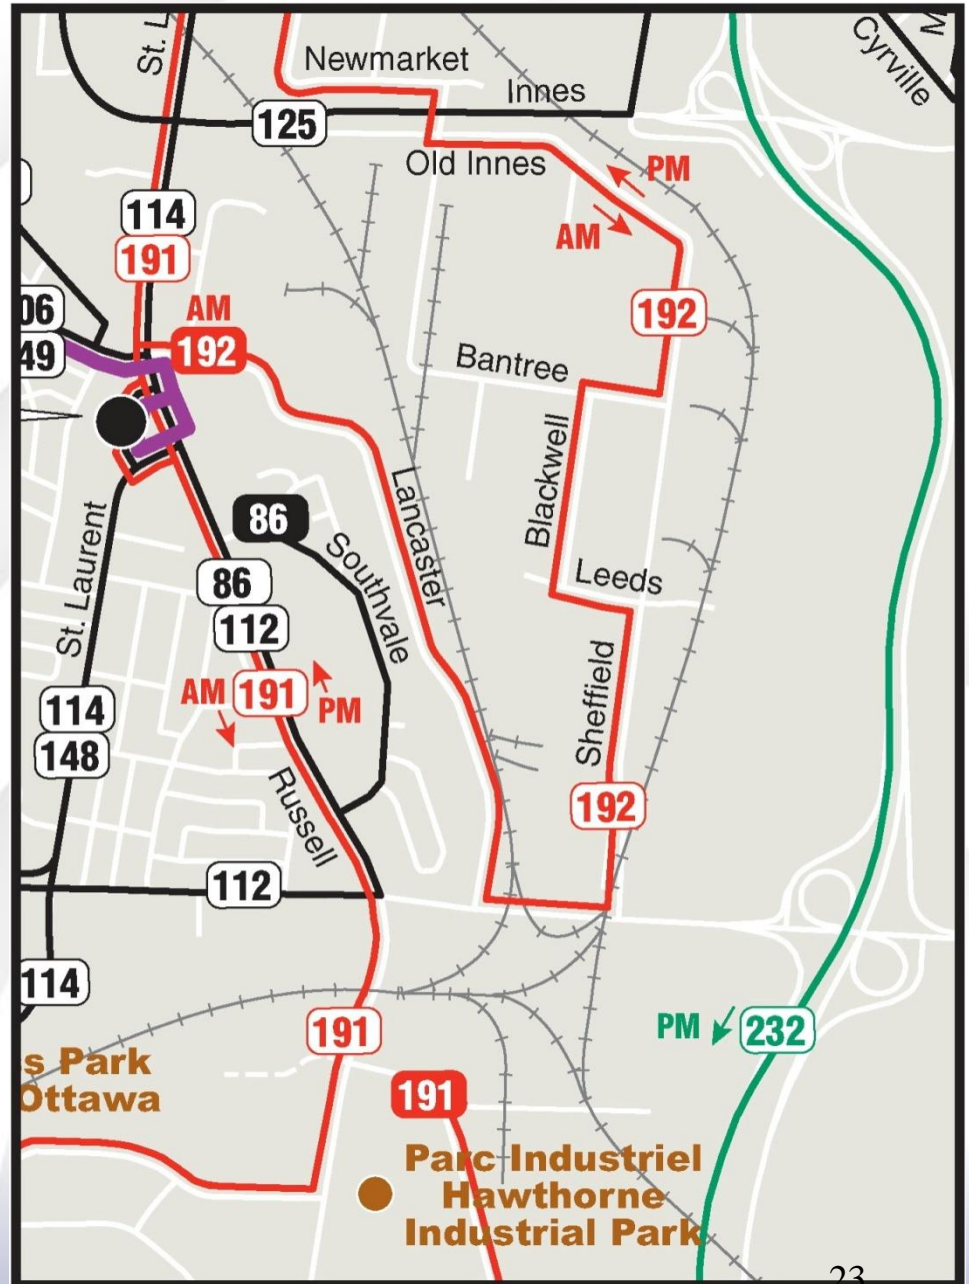 St. L
Newmarket
Innes
Cyrville
M
125
Old Innes
PM
AM
114
191
06
49
AM
192
192
Bantree
Blackwell
Lancaster
86
Southvale
St. Laurent
86
112
Leeds
AM
191
PM
Sheffield
114
148
Russell
192
112
114
191
PM
232
s Park
Ottawa
191
Parc Industriel
Hawthorne
Industrial Park
23